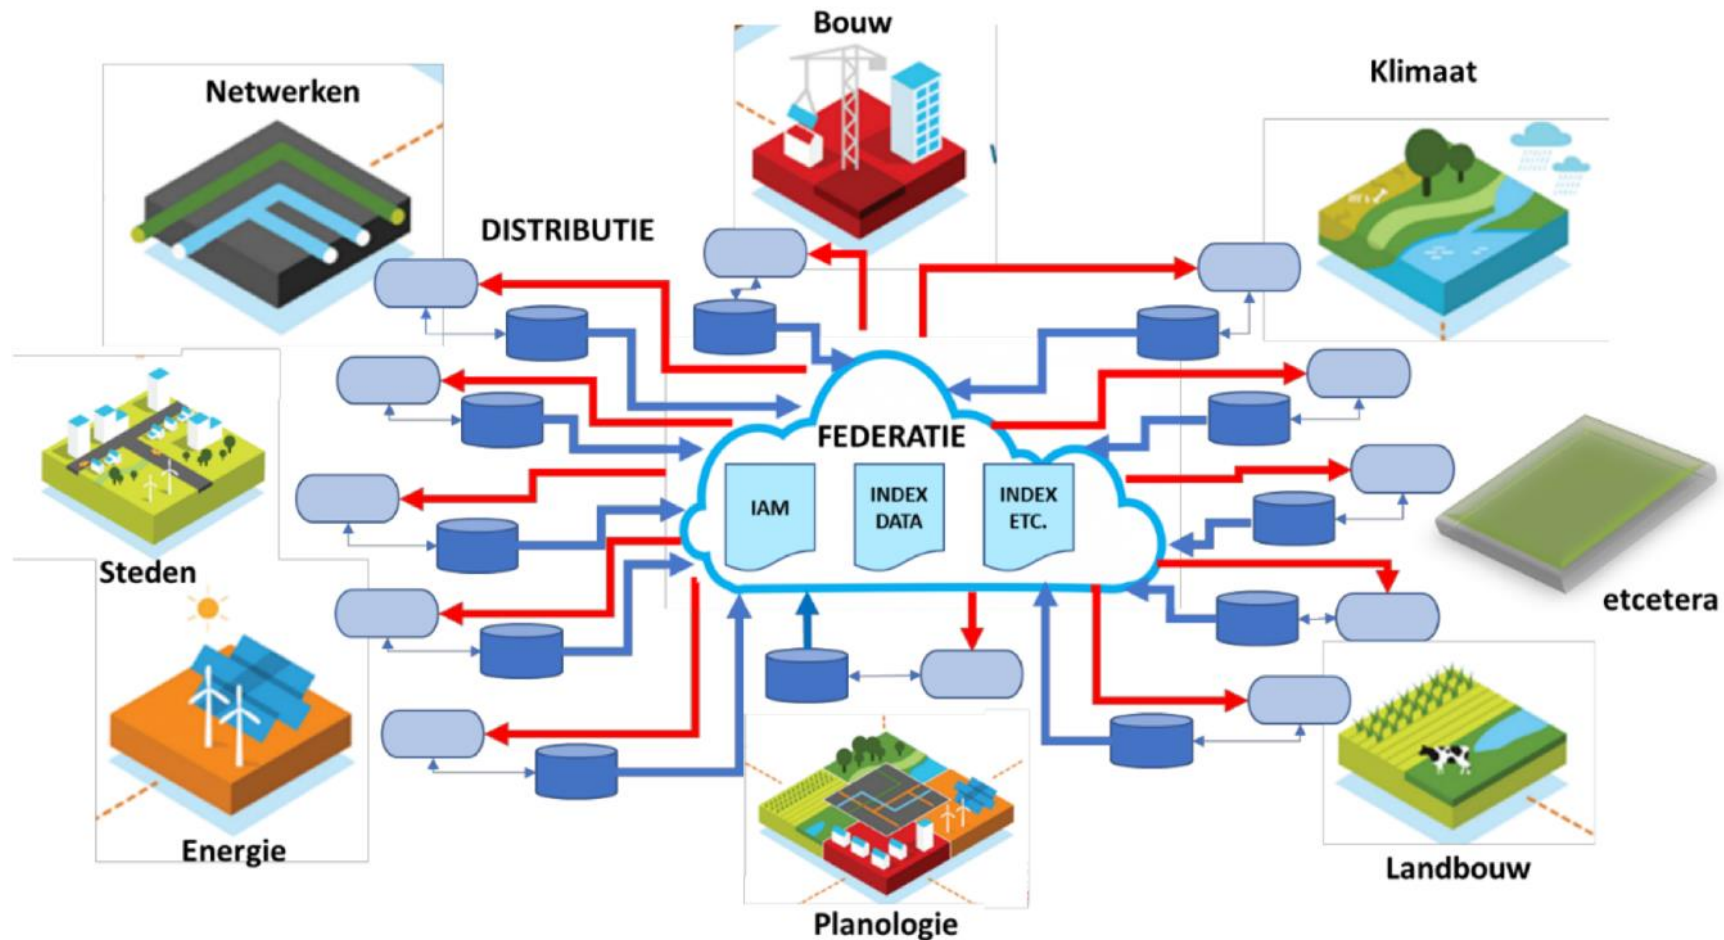 Bouw
Klimaat
Netwerken
DISTRIBUTIE
FEDERATIE
IAM
INDEX
DATA
INDEX
ETC.
Steden
etcetera
Energie
Landbouw
Planologie